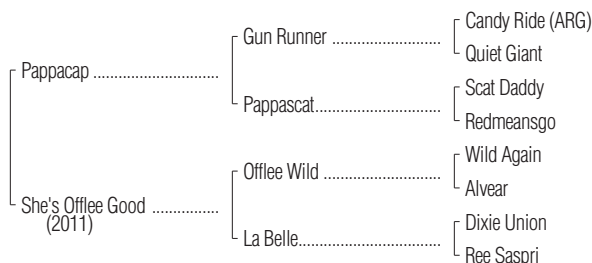 Candy Ride (ARG)
Gun Runner ..............................
Quiet Giant
Pappacap ..................................
Scat Daddy
Pappascat...................................
Redmeansgo
Wild Again
Offlee Wild ................................
Alvear
She's Offlee Good ..................
(2011)
Dixie Union
La Belle.......................................
Ree Saspri